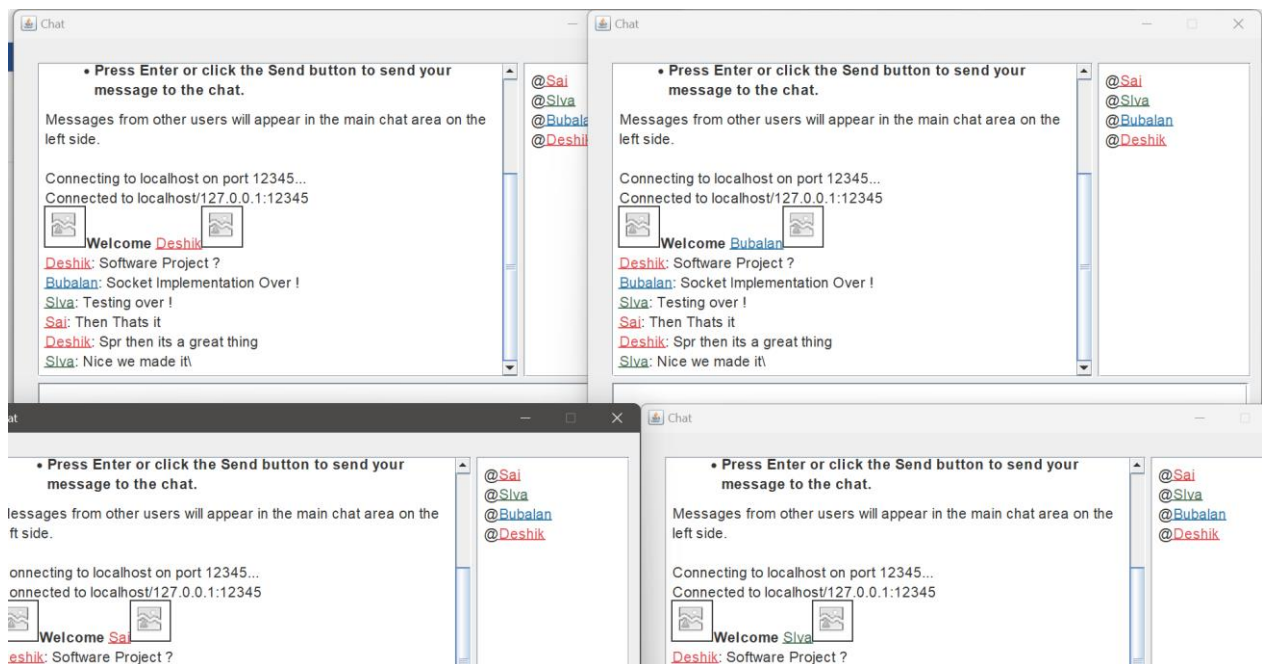 Chat
• Press Enter or click the Send button to send your
message to the chat.
Messages from other users will appear in the main chat area on the
left side.
Connecting to localhost on port 12345...
Connected to localhost/127.0.0.1:12345
Welcome Deshik
Deshik: Software Project ?
Bubalan: Socket Implementation Over !
SIva: Testing over !
Sai: Then Thats it
Deshik: Spr then its a great thing
SIva: Nice we made it\
@Sai
@SIva
@Bubala
@Deshik
Chat
• Press Enter or click the Send button to send your
message to the chat.
Messages from other users will appear in the main chat area on the
left side.
Connecting to localhost on port 12345...
Connected to localhost/127.0.0.1:12345
Welcome Bubalan
Deshik: Software Project ?
Bubalan: Socket Implementation Over !
SIva: Testing over !
Sai: Then Thats it
Deshik: Spr then its a great thing
SIva: Nice we made it\
@Sai
@SIva
@Bubalan
@Deshik
at
• Press Enter or click the Send button to send your
message to the chat.
lessages from other users will appear in the main chat area on the
ft side.
onnecting to localhost on port 12345...
onnected to localhost/127.0.0.1:12345
Welcome Sai
eshik: Software Project ?
@Sai
@SIva
@Bubalan
@Deshik
Chat
• Press Enter or click the Send button to send your
message to the chat.
Messages from other users will appear in the main chat area on the
left side.
Connecting to localhost on port 12345...
Connected to localhost/127.0.0.1:12345
Welcome SIva
Deshik: Software Project ?
@Sai
@SIva
@Bubalan
@Deshik